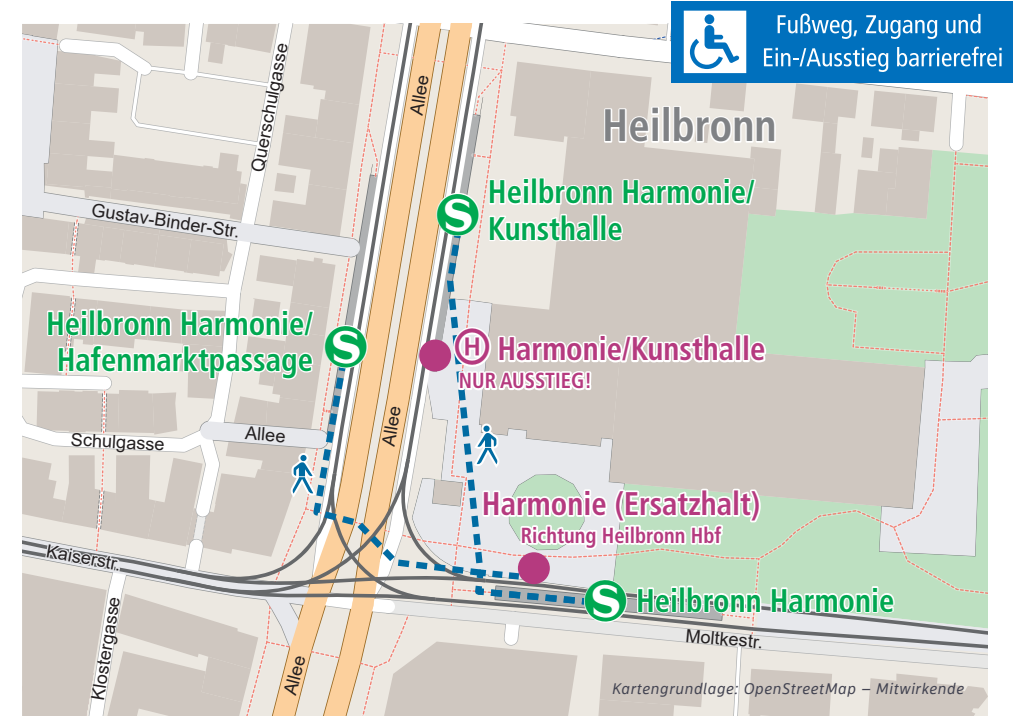 Fußweg, Zugang und
Ein-/Ausstieg barrierefrei
Heilbronn
Allee
Querschulgasse
Heilbronn Harmonie/
Kunsthalle
S
Gustav-Binder-Str.
Heilbronn Harmonie/
Hafenmarktpassage
S
H
Harmonie/Kunsthalle
NUR AUSSTIEG!
Allee
Allee
Schulgasse
Harmonie (Ersatzhalt)
Richtung Heilbronn Hbf
Kaiserstr.
S
Heilbronn Harmonie
Moltkestr.
Klostergasse
Allee
Kartengrundlage: OpenStreetMap – Mitwirkende